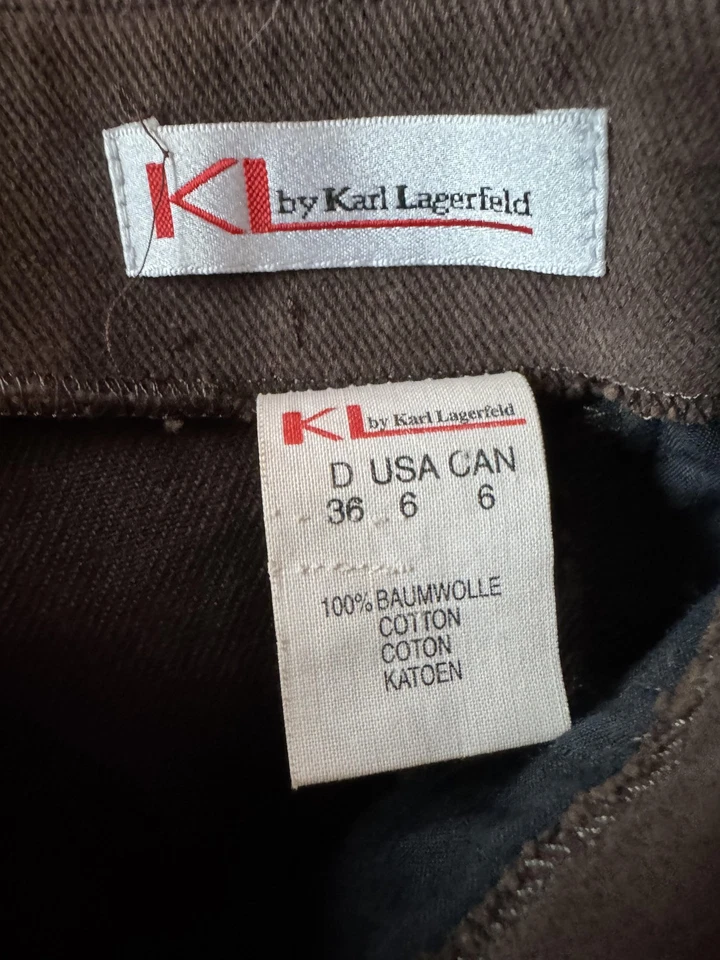 KL by Karl Lagerfeld
KL by Karl Lagerfeld
D USA CAN
36 6 6
100% BAUMWOLLE
COTTON
COTON
KATOEN